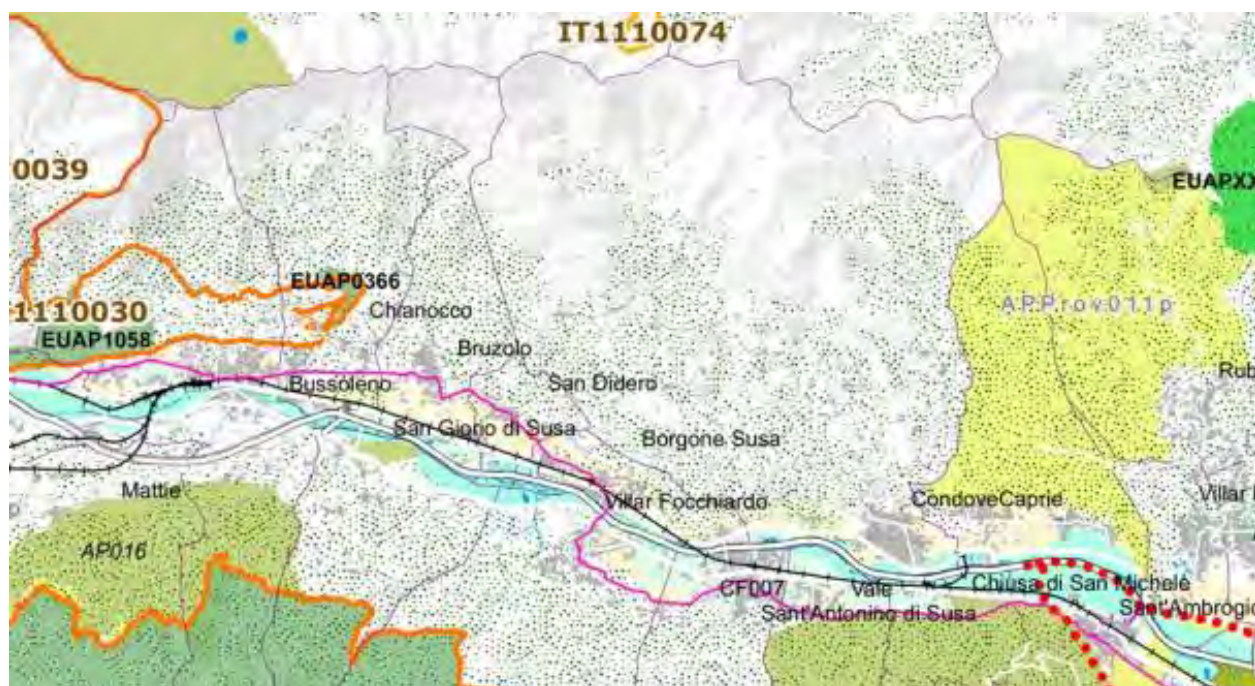 IT1110074
0039
EUAPXX
EUAP0366
A.P.Prov011p
1110030
Chianocco
EUAP1058
Bruzolo
Rub
Bussoleno
San Didero
San Giorio di Susa
Borgone Susa
Mattie
Villar Focchiardo
CondoveCaprie
Villar
AP016
CF007
Vaie
Chiusa di San Michele
Sant'Antonino di Susa
Sant'Ambrogio